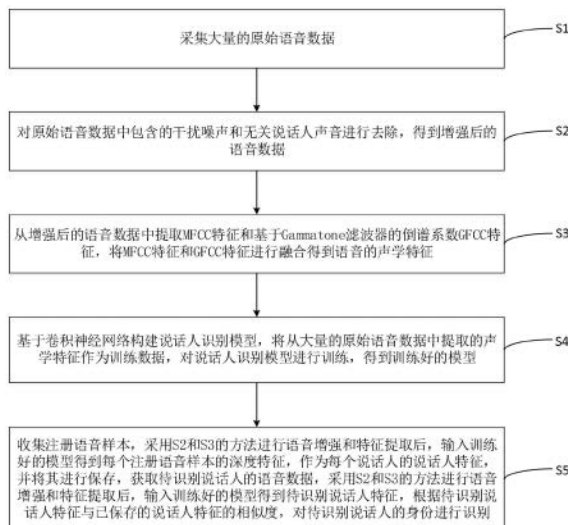 采集大量的原始语音数据
S1
对原始语音数据中包含的干扰噪声和无关说话人声音进行去除，得到增强后的
语音数据
S2
从增强后的语音数据中提取MFCC特征和基于Gammatone滤波器的倒谱系数GFCC特
征，将MFCC特征和GFCC特征进行融合得到语音的声学特征
S3
基于卷积神经网络构建说话人识别模型，将从大量的原始语音数据中提取的声
学特征作为训练数据，对说话人识别模型进行训练，得到训练好的模型
S4
收集注册语音样本，采用S2和S3的方法进行语音增强和特征提取后，输入训练
好的模型得到每个注册语音样本的深度特征，作为每个说话人的说话人特征，
并将其进行保存，获取待识别说话人的语音数据，采用S2和S3的方法进行语音
增强和特征提取后，输入训练好的模型得到待识别说话人特征，根据待识别说
话人特征与已保存的说话人特征的相似度，对待识别说话人的身份进行识别
S5